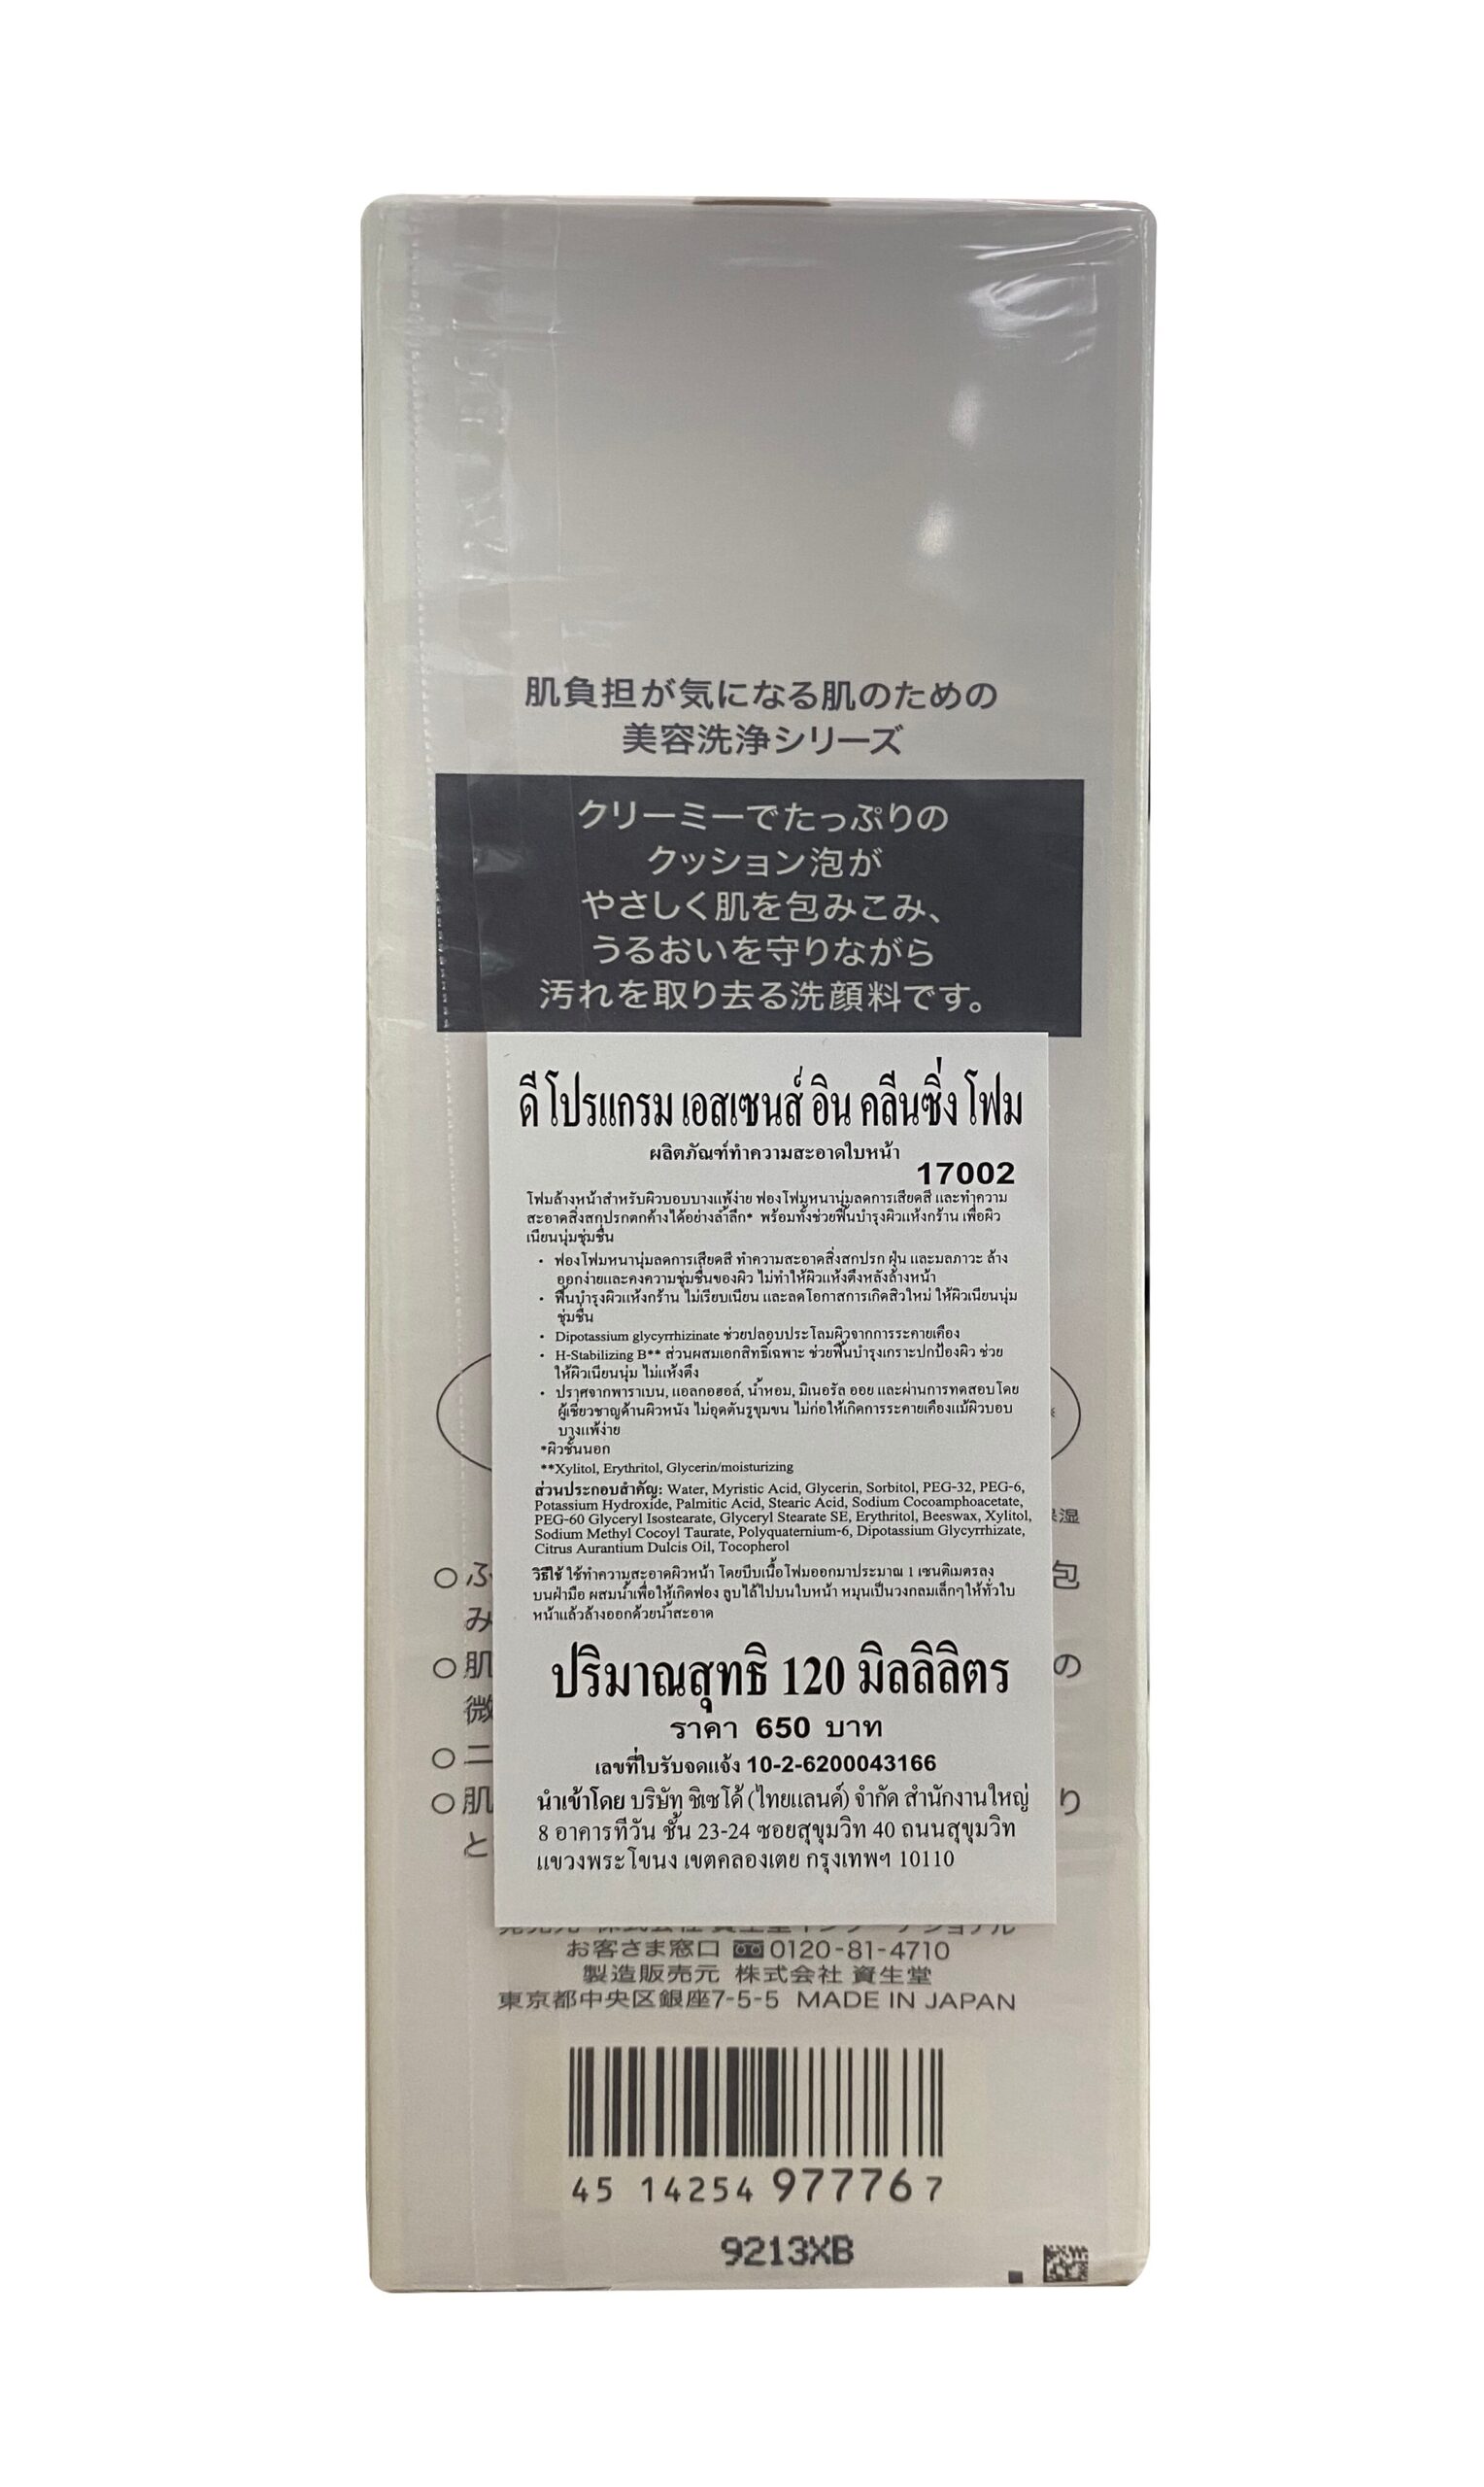 肌負担が気になる肌のための
美容洗浄シリーズ
クリーミーでたっぷりの
クッション泡が
やさしく肌を包みこみ、
うるおいを守りながら
汚れを取り去る洗顔料です。
ดี โปรแกรม เอสเซนส์ อิน คลีนซิ่ง โฟม
ผลิตภัณฑ์ทำความสะอาดใบหน้า
17002
โฟมล้างหน้าสำหรับผิวบอบบางแพ้ง่าย ฟองโฟมหนานุ่มลดการเสียดสี และทำความ
สะอาดสิ่งสกปรกตกค้างได้อย่างล้ำลึก* พร้อมทั้งช่วยฟื้นบำรุงผิวแห้งกร้าน เพื่อผิว
เนียนนุ่มชุ่มชื่น
• ฟองโฟมหนานุ่มลดการเสียดสี ทำความสะอาดสิ่งสกปรก ฝุ่น และมลภาวะ ล้าง
ออกง่ายและคงความชุ่มชื่นของผิว ไม่ทำให้ผิวแห้งตึงหลังล้างหน้า
• ฟื้นบำรุงผิวแห้งกร้าน ไม่เรียบเนียน และลดโอกาสการเกิดสิวใหม่ ให้ผิวเนียนนุ่ม
ชุ่มชื่น
• Dipotassium glycyrrhizinate ช่วยปลอบประโลมผิวจากการระคายเคือง
• H-Stabilizing B** ส่วนผสมเอกสิทธิ์เฉพาะ ช่วยฟื้นบำรุงเกราะปกป้องผิว ช่วย
ให้ผิวเนียนนุ่ม ไม่แห้งตึง
• ปราศจากพาราเบน, แอลกอฮอล์, น้ำหอม, มิเนอรัล ออย และผ่านการทดสอบโดย
ผู้เชี่ยวชาญด้านผิวหนัง ไม่อุดตันรูขุมขน ไม่ก่อให้เกิดการระคายเคืองแม้ผิวบอบ
บางแพ้ง่าย
*ผิวชั้นนอก
**Xylitol, Erythritol, Glycerin/moisturizing
ส่วนประกอบสำคัญ: Water, Myristic Acid, Glycerin, Sorbitol, PEG-32, PEG-6,
Potassium Hydroxide, Palmitic Acid, Stearic Acid, Sodium Cocoamphoacetate,
PEG-60 Glyceryl Isostearate, Glyceryl Stearate SE, Erythritol, Beeswax, Xylitol,
Sodium Methyl Cocoyl Taurate, Polyquaternium-6, Dipotassium Glycyrrhizate,
Citrus Aurantium Dulcis Oil, Tocopherol
湿
วิธีใช้ ใช้ทำความสะอาดผิวหน้า โดยบีบเนื้อโฟมออกมาประมาณ 1 เซนติเมตรลง
บนฝ่ามือ ผสมน้ำเพื่อให้เกิดฟอง ลูบไล้ไปบนใบหน้า หมุนเป็นวงกลมเล็กๆให้ทั่วใบ
หน้าแล้วล้างออกด้วยน้ำสะอาด
○ふ 包
み
○肌 の
微
○ニ
○肌 り
と
ปริมาณสุทธิ 120 มิลลิลิตร
ราคา 650 บาท
เลขที่ใบรับจดแจ้ง 10-2-6200043166
นำเข้าโดย บริษัท ชิเซโด้ (ไทยแลนด์) จำกัด สำนักงานใหญ่
8 อาคารทีวัน ชั้น 23-24 ซอยสุขุมวิท 40 ถนนสุขุมวิท
แขวงพระโขนง เขตคลองเตย กรุงเทพฯ 10110
お客さま窓口 0120-81-4710
製造販売元 株式会社 資生堂
東京都中央区銀座7-5-5 MADE IN JAPAN
45 14254 97776 7
9213XB